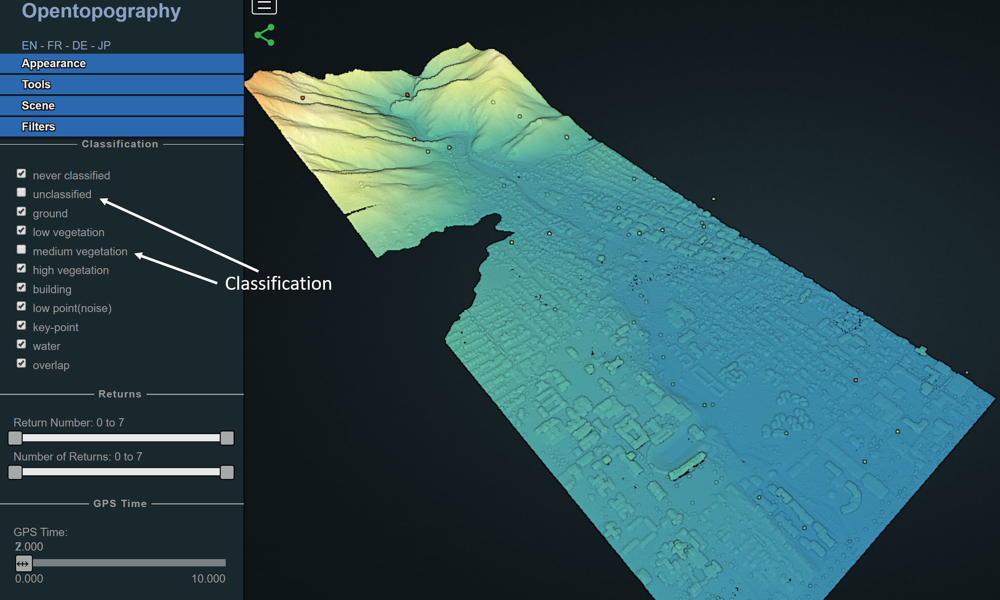 Opentopography
EN - FR - DE - JP
Appearance
Tools
Scene
Filters
Classification
never classified
unclassified
ground
low vegetation
medium vegetation
high vegetation
building
low point(noise)
key-point
water
overlap
Classification
Returns
Return Number: 0 to 7
Number of Returns: 0 to 7
GPS Time
GPS Time:
0.000
10.000